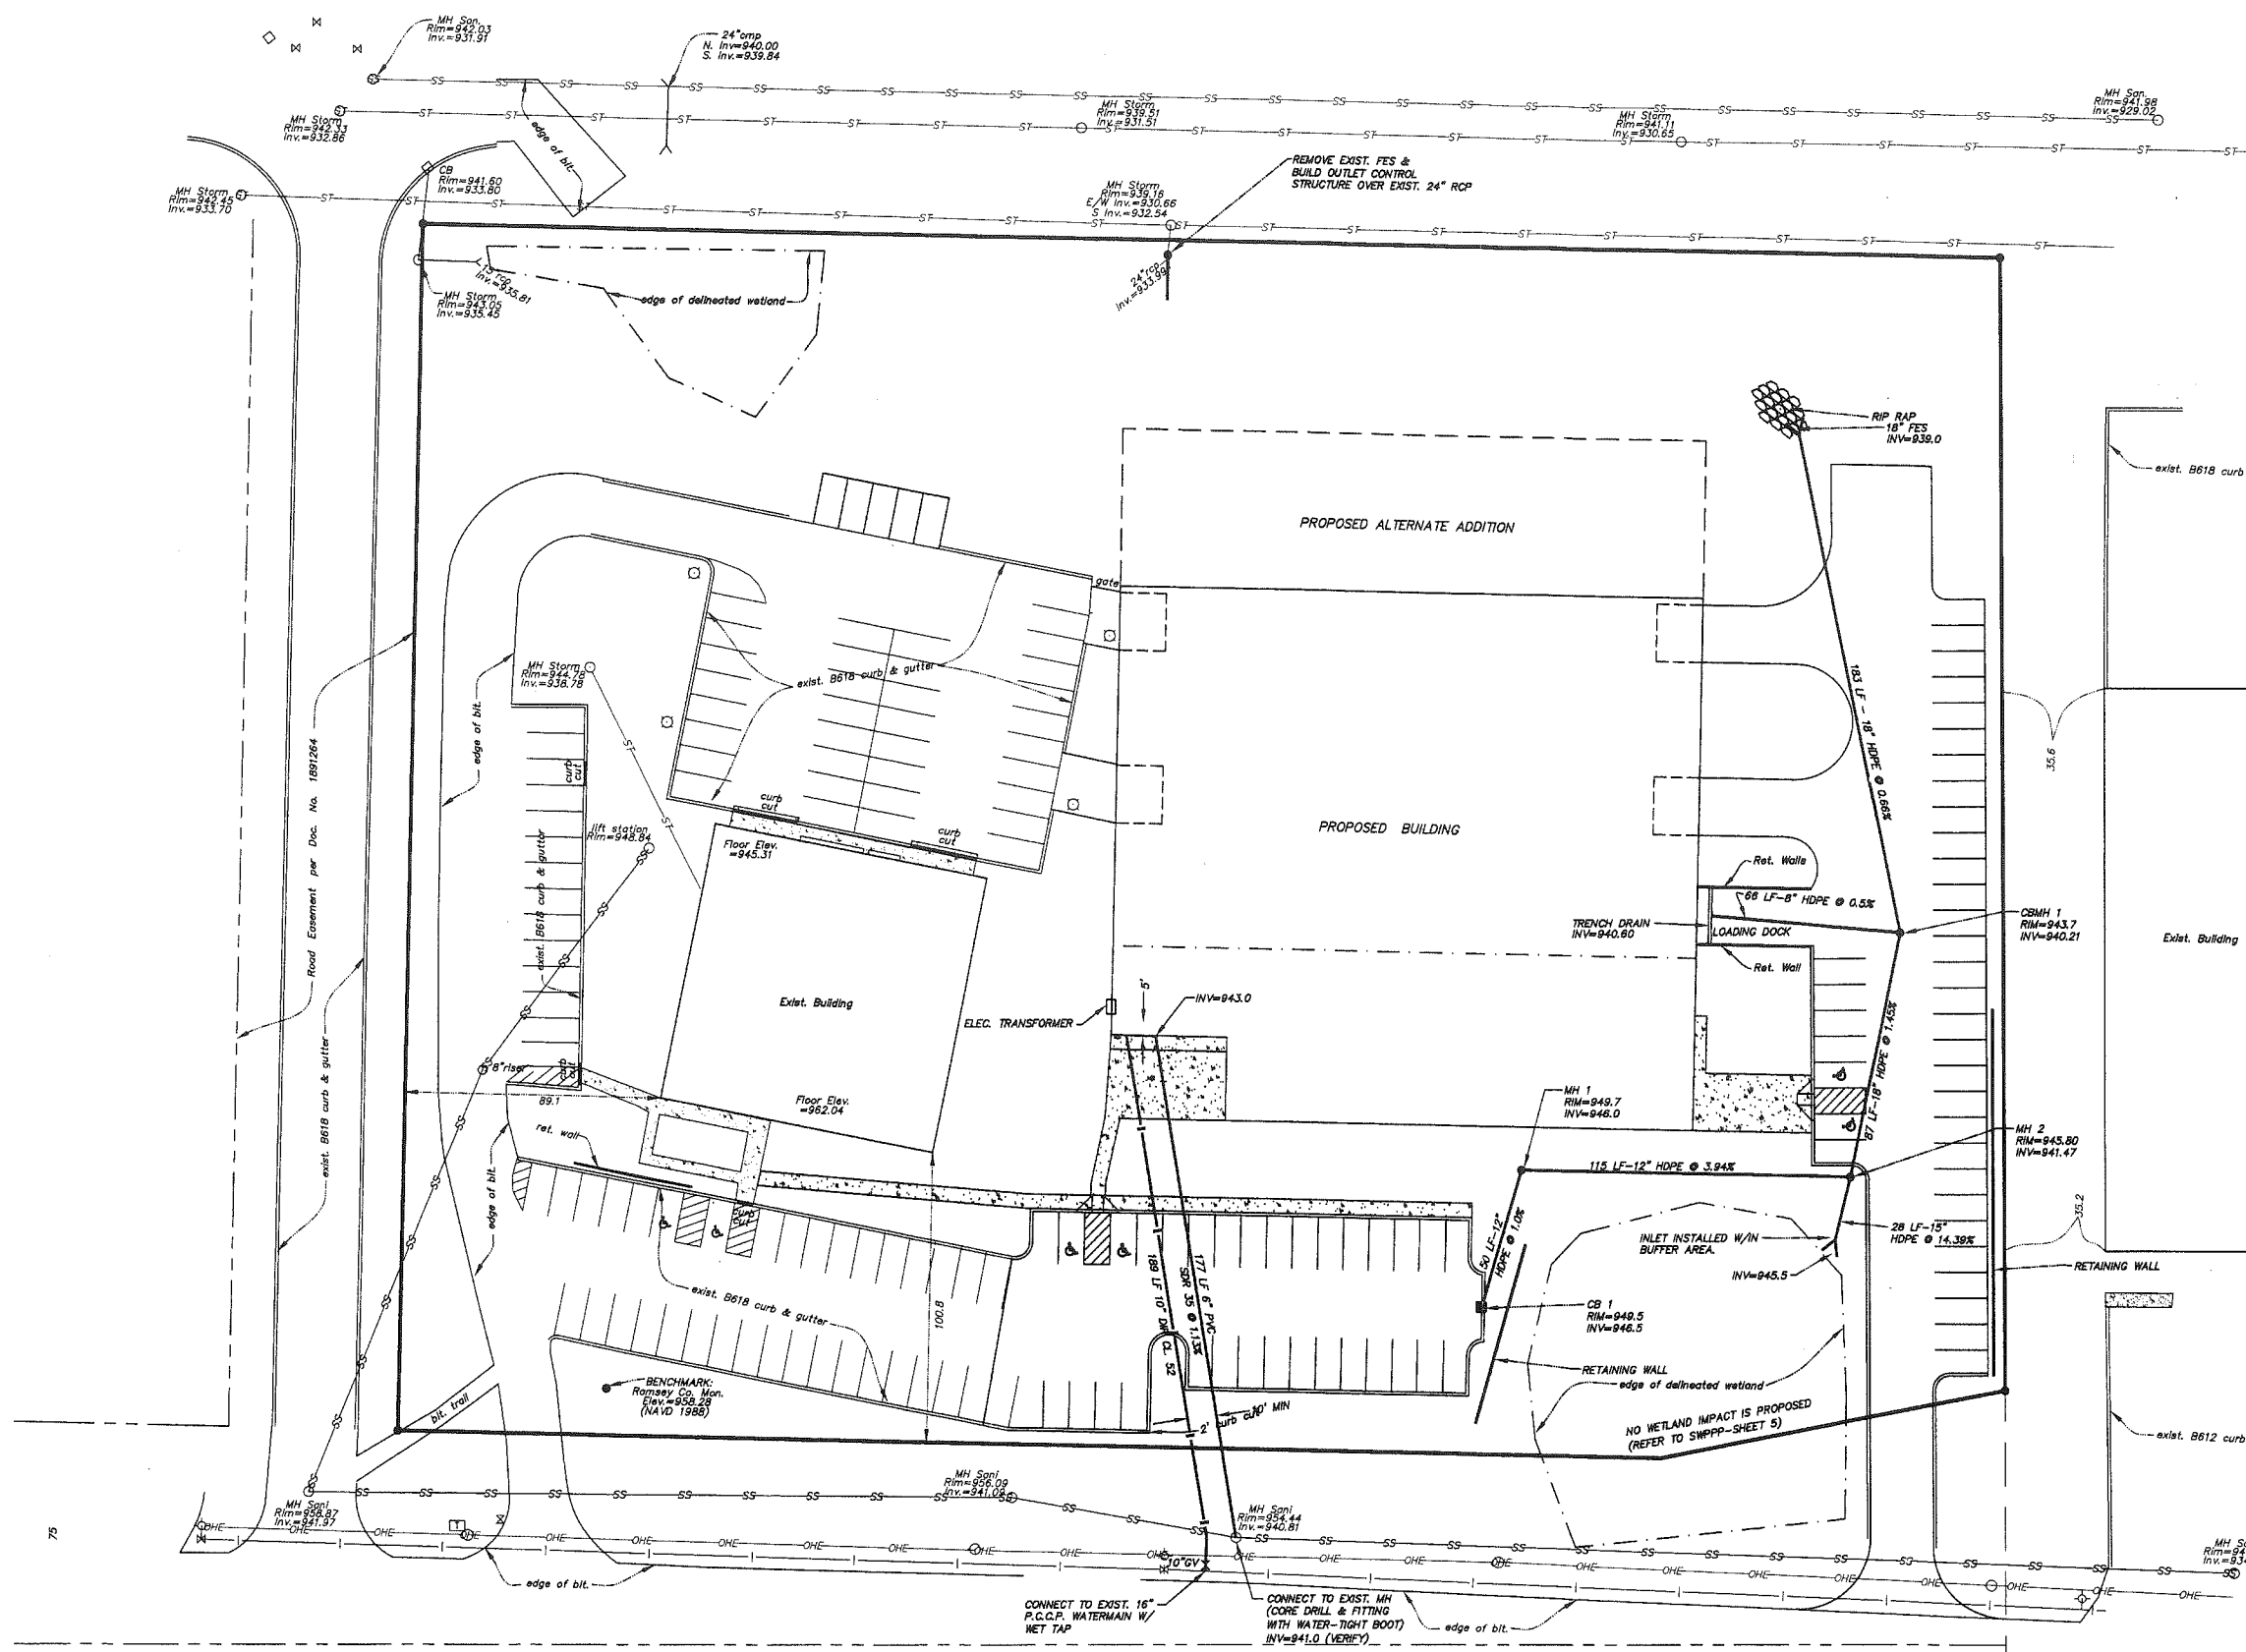 MH San.
Rim=942.03
Inv.=931.91
24"cmp
N. Inv=940.00
S. Inv.=939.84
MH San.
Rim=941.98
Inv.=929.02
MH Storm
Rim=942.33
Inv.=932.86
MH Storm
Rim=939.51
Inv.=931.51
MH Storm
Rim=941.11
Inv.=930.65
edge of bit.
CB
Rim=941.60
Inv.=933.80
MH Storm
Rim=942.45
Inv.=933.70
MH Storm
Rim=939.16
E/W Inv.=930.66
S Inv.=932.54
REMOVE EXIST. FES &
BUILD OUTLET CONTROL
STRUCTURE OVER EXIST. 24" RCP
15"rcp
Inv.=935.81
MH Storm
Rim=943.05
Inv.=935.45
edge of delineated wetland
24"rcp
Inv.=933.99
RIP RAP
18" FES
INV=939.0
exist. B618 curb
PROPOSED ALTERNATE ADDITION
gate
MH Storm
Rim=944.78
Inv.=938.78
exist. B618 curb & gutter
edge of bit.
Road Easement per Doc. No. 1891264
183 LF - 18" HDPE @ 0.66%
35.6
curb
cut
curb
cut
curb
cut
lift station
Rim=948.84
Floor Elev.
=945.31
PROPOSED BUILDING
exist. B618 curb & gutter
Ret. Walls
66 LF-8" HDPE @ 0.5%
TRENCH DRAIN
INV=940.60
LOADING DOCK
CBMH 1
RIM=943.7
INV=940.21
Exist. Building
Ret. Wall
Exist. Building
5'
INV=943.0
ELEC. TRANSFORMER
87 LF-18" HDPE @ 1.45%
8"riser
curb
cut
89.1
Floor Elev.
=962.04
exist. B618 curb & gutter
ret. wall
MH 1
RIM=949.7
INV=946.0
MH 2
RIM=945.80
INV=941.47
115 LF-12" HDPE @ 3.94%
edge of bit.
curb
cut
50 LF-12"
HDPE @ 1.0%
28 LF-15"
HDPE @ 14.39%
35.2
INLET INSTALLED W/IN
BUFFER AREA.
INV=945.5
RETAINING WALL
189 LF 10" DIP CL. 52
177 LF 6" PVC
SDR 35 @ 1.13%
exist. B618 curb & gutter
100.8
CB 1
RIM=949.5
INV=946.5
RETAINING WALL
edge of delineated wetland
BENCHMARK:
Ramsey Co. Mon.
Elev.=958.28
(NAVD 1988)
bit. trail
10' MIN
2' curb cut
NO WETLAND IMPACT IS PROPOSED
(REFER TO SWPPP-SHEET 5)
exist. B612 curb
MH Sani
Rim=958.87
Inv.=941.97
MH Sani
Rim=956.09
Inv.=941.09
MH Sani
Rim=954.44
Inv.=940.81
75
10"GV
edge of bit.
CONNECT TO EXIST. 16"
P.C.C.P. WATERMAIN W/
WET TAP
CONNECT TO EXIST. MH
(CORE DRILL & FITTING
WITH WATER-TIGHT BOOT)
INV=941.0 (VERIFY)
edge of bit.